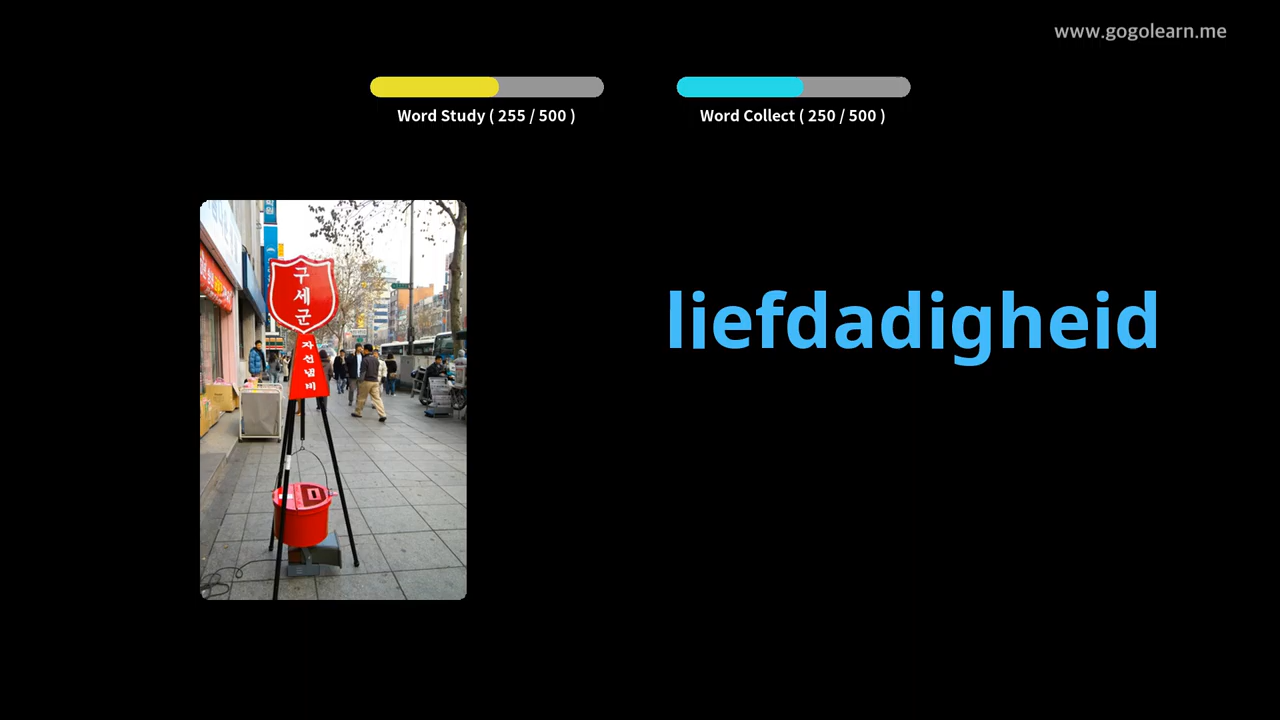 www.gogolearn.me
Word Study ( 255 / 500 )
Word Collect ( 250 / 500 )
구
세
군
자
선
냄
비
liefdadigheid